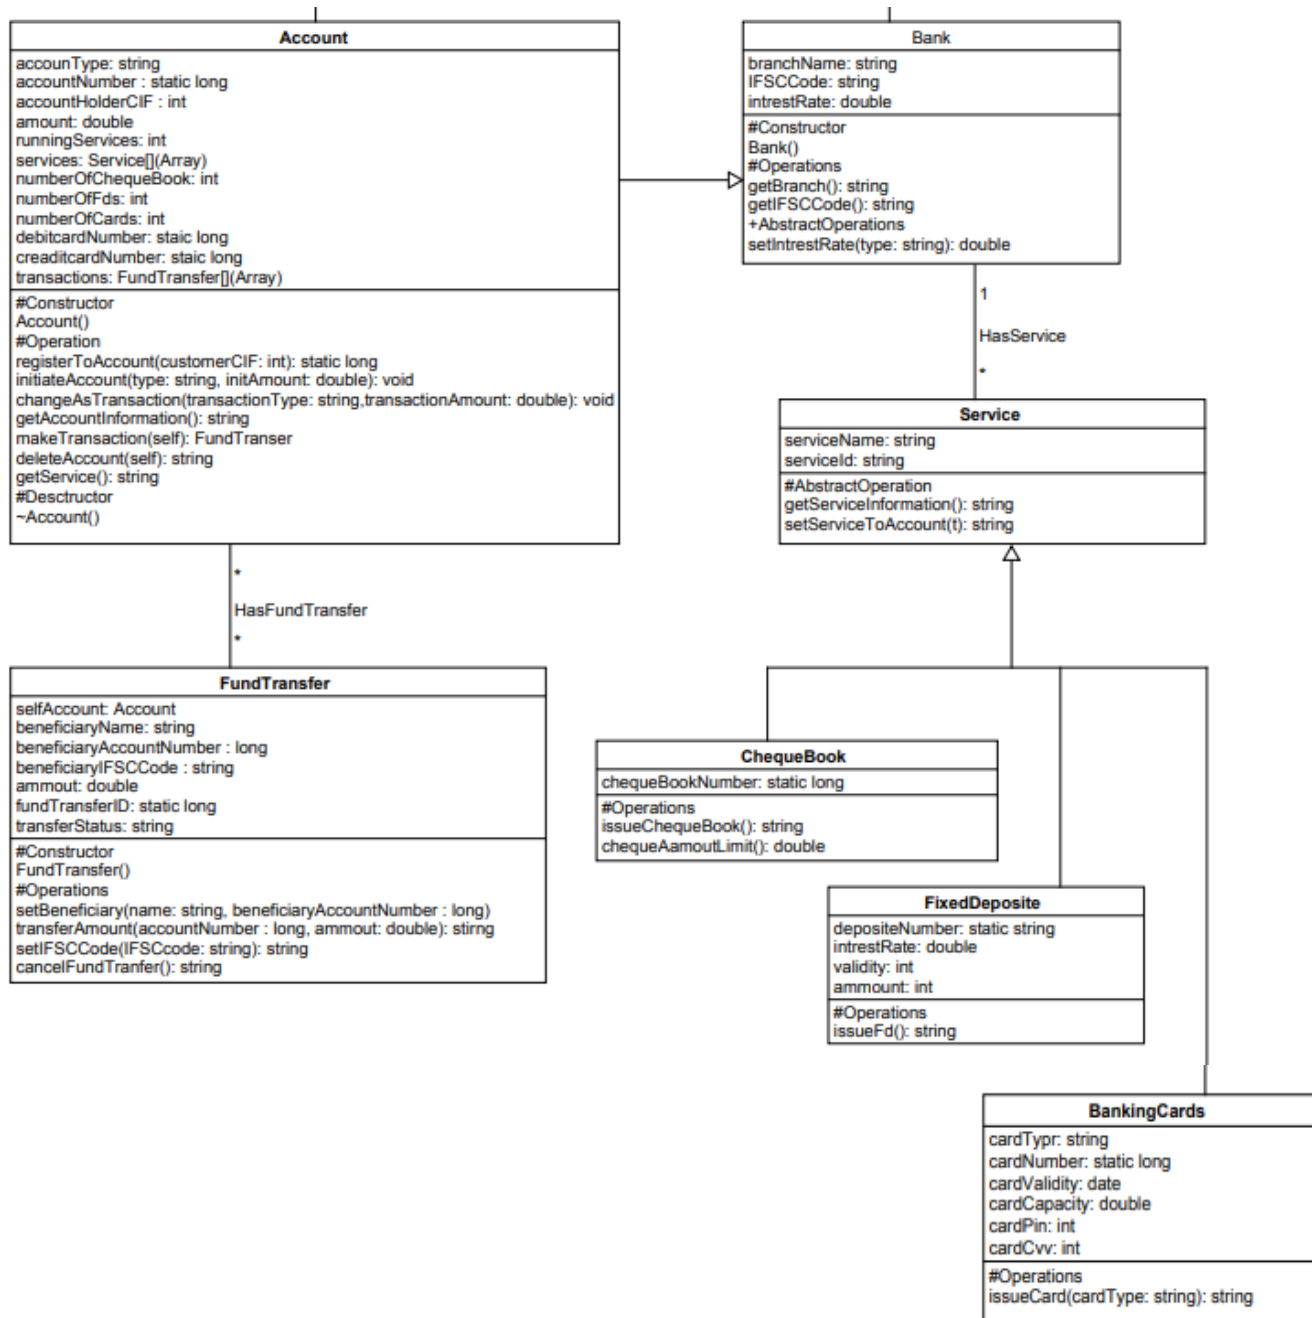 Account
accounType: string
accountNumber : static long
accountHolderCIF : int
amount: double
runningServices: int
services: Service[](Array)
numberOfChequeBook: int
numberOfFds: int
numberOfCards: int
debitcardNumber: staic long
creaditcardNumber: staic long
transactions: FundTransfer[](Array)
#Constructor
Account()
#Operation
registerToAccount(customerCIF: int): static long
initiateAccount(type: string, initAmount: double): void
changeAsTransaction(transactionType: string,transactionAmount: double): void
getAccountInformation(): string
makeTransaction(self): FundTranser
deleteAccount(self): string
getService(): string
#Desctructor
~Account()
Bank
branchName: string
IFSCCode: string
intrestRate: double
#Constructor
Bank()
#Operations
getBranch(): string
getIFSCCode(): string
+AbstractOperations
setIntrestRate(type: string): double
1
HasService
*
Service
serviceName: string
serviceId: string
#AbstractOperation
getServiceInformation(): string
setServiceToAccount(t): string
*
HasFundTransfer
*
FundTransfer
selfAccount: Account
beneficiaryName: string
beneficiaryAccountNumber : long
beneficiaryIFSCCode : string
ammout: double
fundTransferID: static long
transferStatus: string
#Constructor
FundTransfer()
#Operations
setBeneficiary(name: string, beneficiaryAccountNumber : long)
transferAmount(accountNumber : long, ammout: double): stirng
setIFSCCode(IFSCcode: string): string
cancelFundTranfer(): string
ChequeBook
chequeBookNumber: static long
#Operations
issueChequeBook(): string
chequeAamoutLimit(): double
FixedDeposite
depositeNumber: static string
intrestRate: double
validity: int
ammount: int
#Operations
issueFd(): string
BankingCards
cardTypr: string
cardNumber: static long
cardValidity: date
cardCapacity: double
cardPin: int
cardCvv: int
#Operations
issueCard(cardType: string): string